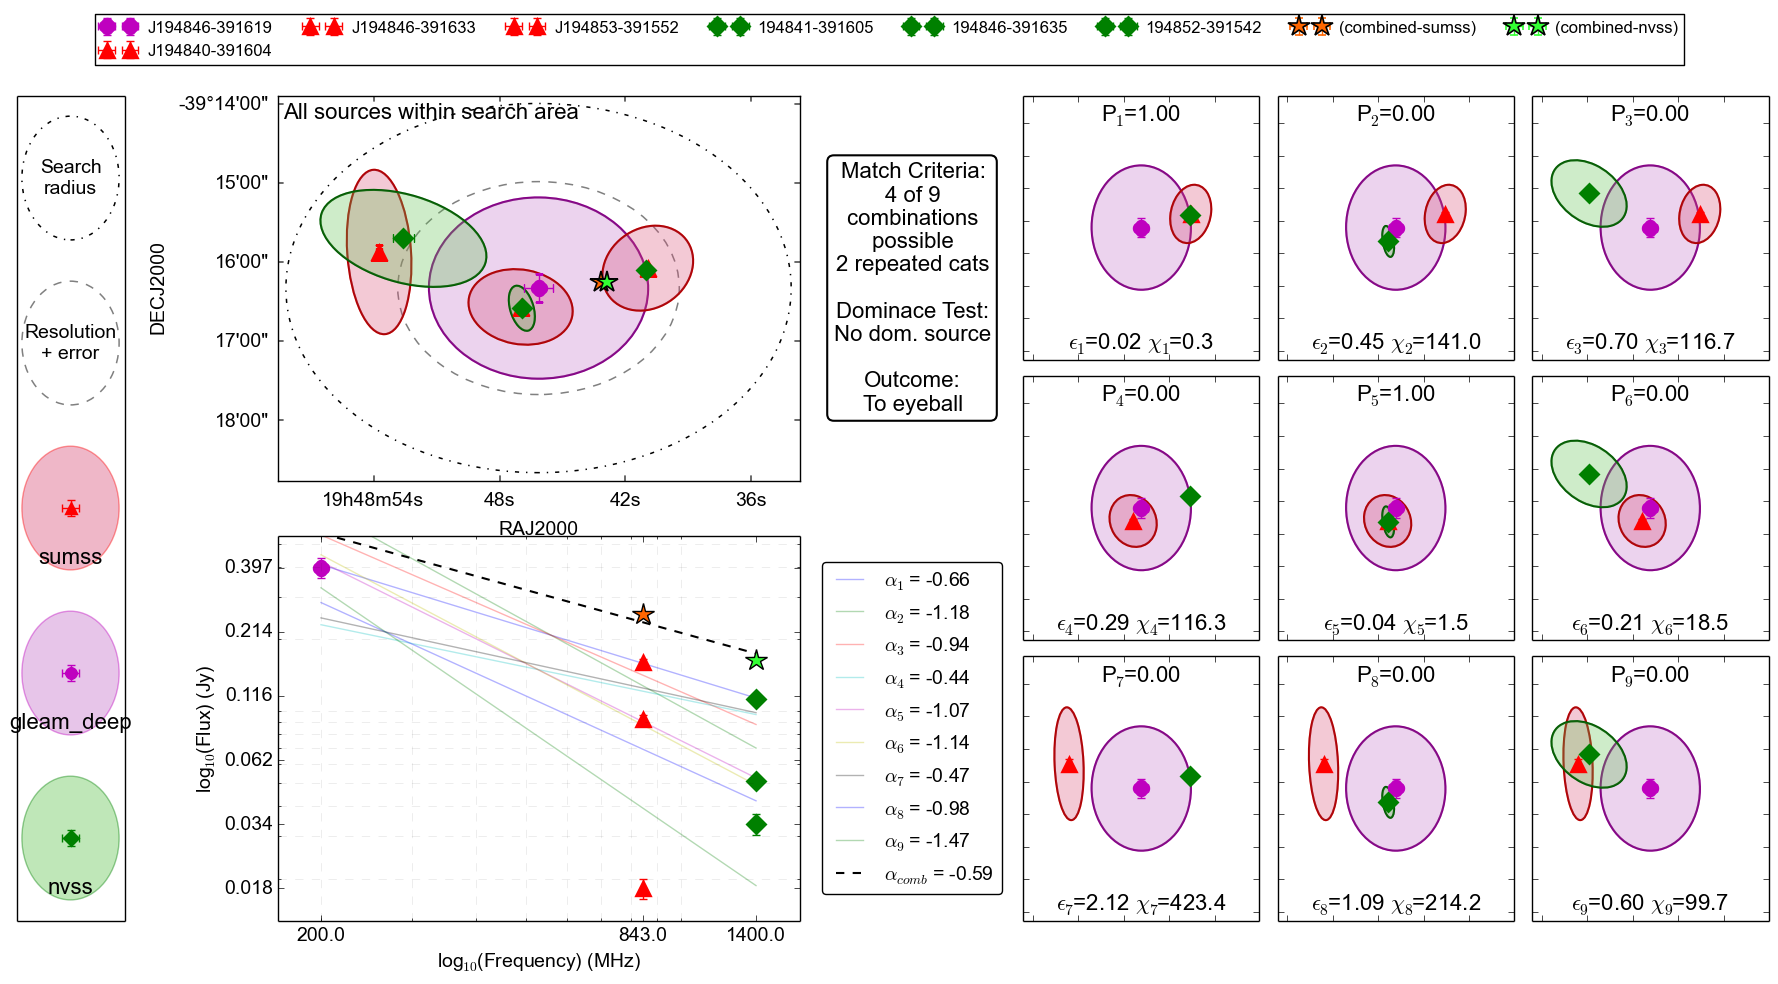 J194846-391619 J194846-391633 J194853-391552 194841-391605 194846-391635 194852-391542 (combined-sumss) (combined-nvss)
J194840-391604
Search
radius
Resolution
+ error
sumss
gleam_deep
nvss
All sources within search area
-39°14'00"
15'00"
16'00"
17'00"
18'00"
DECJ2000
19h48m54s 48s 42s 36s
RAJ2000
Match Criteria:
4 of 9
combinations
possible
2 repeated cats
Dominace Test:
No dom. source
Outcome:
To eyeball
0.397
0.214
0.116
0.062
0.034
0.018
log10(Flux) (Jy)
200.0 843.0 1400.0
log10(Frequency) (MHz)
α1 = -0.66
α2 = -1.18
α3 = -0.94
α4 = -0.44
α5 = -1.07
α6 = -1.14
α7 = -0.47
α8 = -0.98
α9 = -1.47
αcomb = -0.59
P1=1.00
ϵ1=0.02 χ1=0.3
P2=0.00
ϵ2=0.45 χ2=141.0
P3=0.00
ϵ3=0.70 χ3=116.7
P4=0.00
ϵ4=0.29 χ4=116.3
P5=1.00
ϵ5=0.04 χ5=1.5
P6=0.00
ϵ6=0.21 χ6=18.5
P7=0.00
ϵ7=2.12 χ7=423.4
P8=0.00
ϵ8=1.09 χ8=214.2
P9=0.00
ϵ9=0.60 χ9=99.7